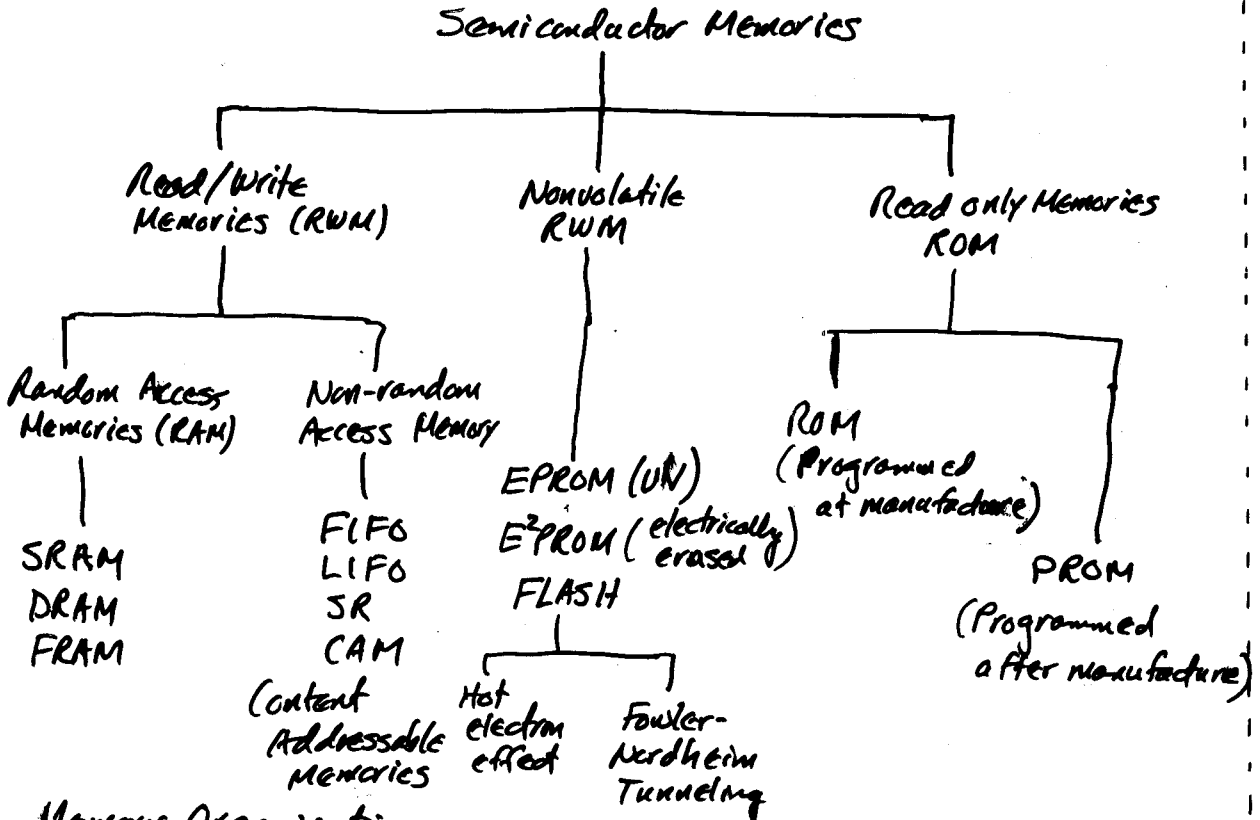 Semiconductor Memories
Read/Write
Memories (RWM)
Nonvolatile
RWM
Read only Memories
ROM
Random Access
Memories (RAM)
Non-random
Access Memory
SRAM
DRAM
FRAM
FIFO
LIFO
SR
CAM
(Content
Addressable
Memories
EPROM (UV)
E²PROM (electrically
erased)
FLASH
Hot
electron
effect
Fowler-
Nordheim
Tunneling
ROM
(Programmed
at manufacture)
PROM
(Programmed
after manufacture)